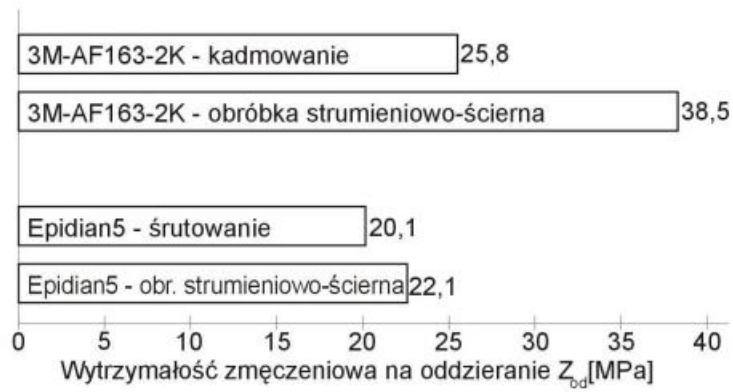 3M-AF163-2K - kadmowanie 25,8
3M-AF163-2K - obróbka strumieniowo-ścierna 38,5
Epidian5 - śrutowanie 20,1
Epidian5 - obr. strumieniowo-ścierna 22,1
0 5 10 15 20 25 30 35 40
Wytrzymałość zmęczeniowa na oddzieranie Zod[MPa]